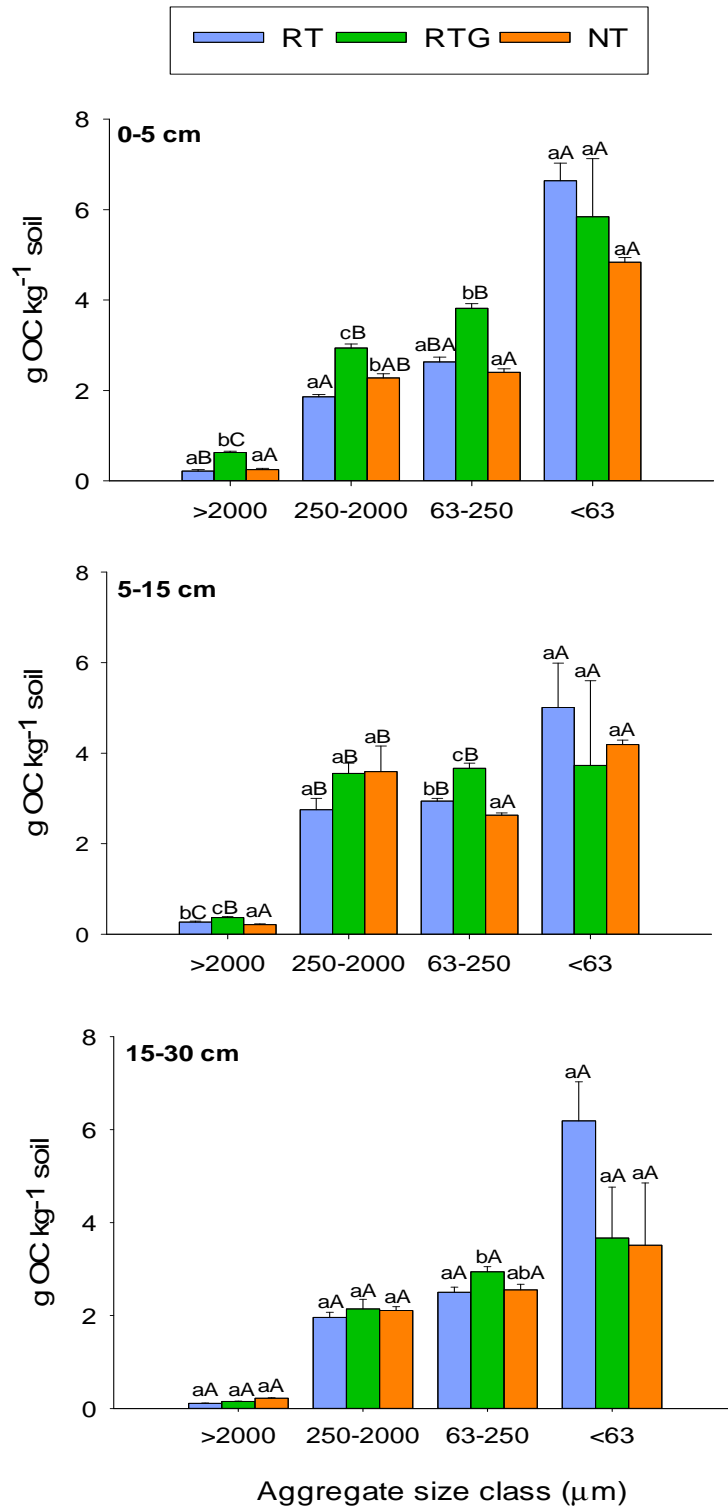 RT RTG NT
0-5 cm
g OC kg⁻¹ soil
8
6
4
2
0
aB bC aA
aA cB bAB
aBA bB aA
aA aA aA
>2000 250-2000 63-250 <63
5-15 cm
g OC kg⁻¹ soil
8
6
4
2
0
bC cB aA
aB aB aB
bB cB aA
aA aA aA
>2000 250-2000 63-250 <63
15-30 cm
g OC kg⁻¹ soil
8
6
4
2
0
aA aA aA
aA aA aA
aA bA abA
aA aA aA
>2000 250-2000 63-250 <63
Aggregate size class (μm)